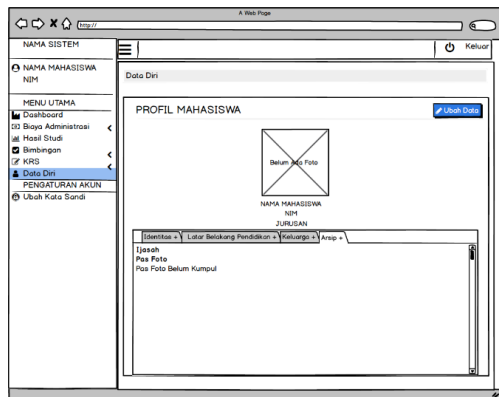 A Web Page
http://
NAMA SISTEM
Keluar
NAMA MAHASISWA
NIM
Data Diri
MENU UTAMA
Dashboard
Biaya Administrasi
Hasil Studi
Bimbingan
KRS
Data Diri
PENGATURAN AKUN
Ubah Kata Sandi
PROFIL MAHASISWA
Ubah Data
Belum Ada Foto
NAMA MAHASISWA
NIM
JURUSAN
Identitas + Latar Belakang Pendidikan + Keluarga + Arsip +
Ijasah
Pas Foto
Pas Foto Belum Kumpul